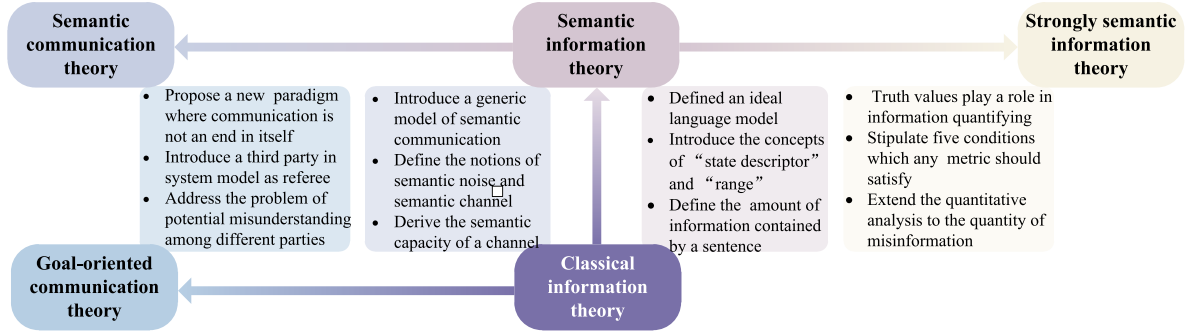 Semantic
communication
theory
Semantic
information
theory
Strongly semantic
information
theory
• Propose a new paradigm
where communication is
not an end in itself
• Introduce a third party in
system model as referee
• Address the problem of
potential misunderstanding
among different parties
• Introduce a generic
model of semantic
communication
• Define the notions of
semantic noise and
semantic channel
• Derive the semantic
capacity of a channel
• Defined an ideal
language model
• Introduce the concepts
of “state descriptor”
and “range”
• Define the amount of
information contained
by a sentence
• Truth values play a role in
information quantifying
• Stipulate five conditions
which any metric should
satisfy
• Extend the quantitative
analysis to the quantity of
misinformation
Goal-oriented
communication
theory
Classical
information
theory